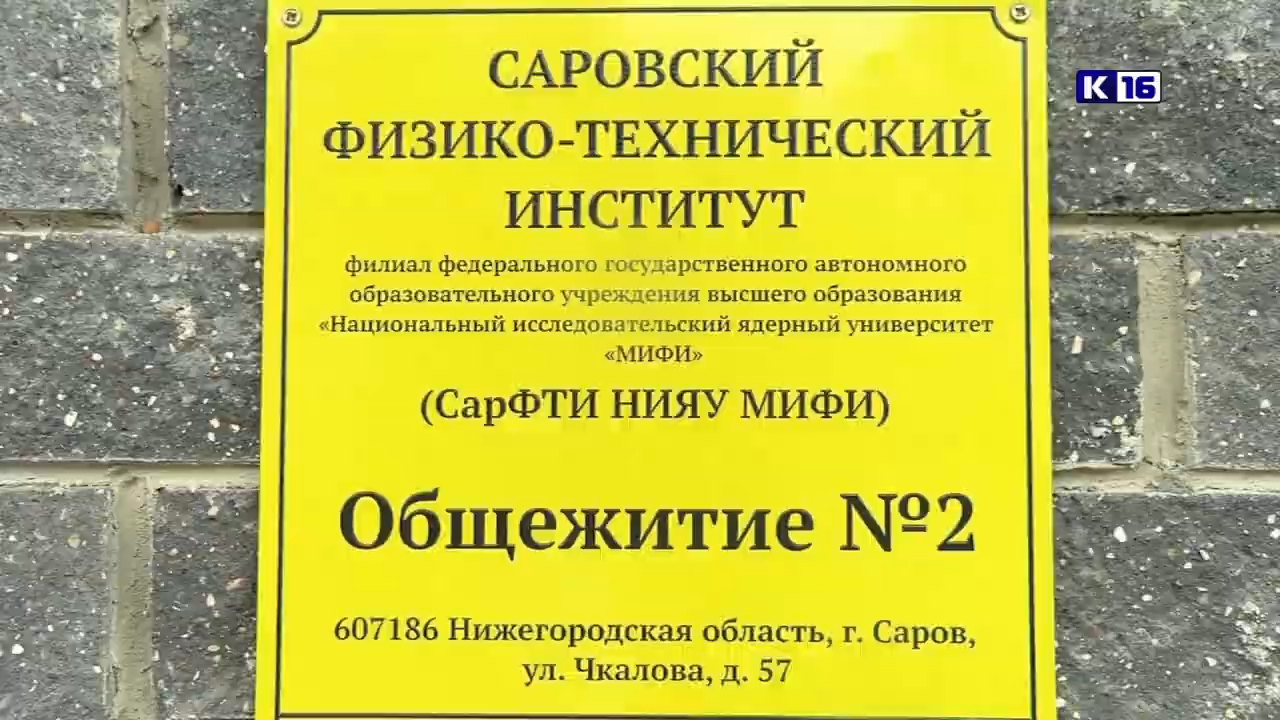 САРОВСКИЙ
ФИЗИКО-ТЕХНИЧЕСКИЙ
ИНСТИТУТ
филиал федерального государственного автономного
образовательного учреждения высшего образования
«Национальный исследовательский ядерный университет
«МИФИ»
(СарФТИ НИЯУ МИФИ)
Общежитие №2
607186 Нижегородская область, г. Саров,
ул. Чкалова, д. 57
К 16